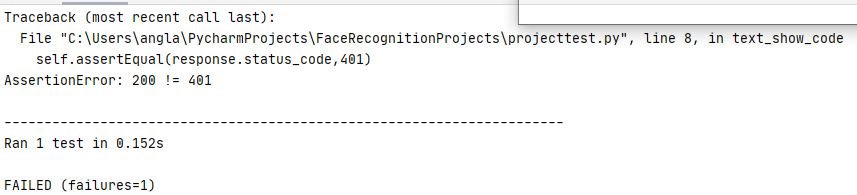 Traceback (most recent call last):
  File "C:\Users\angla\PycharmProjects\FaceRecognitionProjects\projecttest.py", line 8, in text_show_code
    self.assertEqual(response.status_code,401)
AssertionError: 200 != 401
----------------------------------------------------------------------
Ran 1 test in 0.152s
FAILED (failures=1)